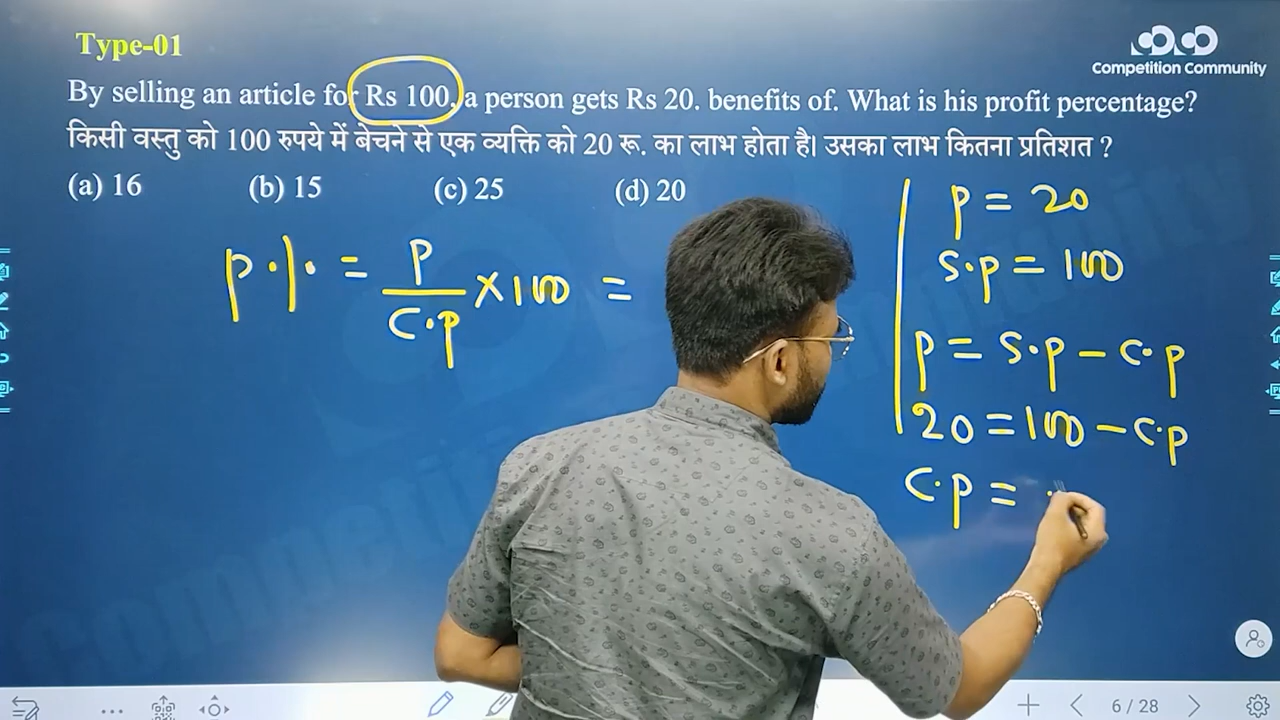 Type-01
Competition Community
By selling an article for Rs 100, a person gets Rs 20. benefits of. What is his profit percentage?
किसी वस्तु को 100 रुपये में बेचने से एक व्यक्ति को 20 रू. का लाभ होता है। उसका लाभ कितना प्रतिशत ?
(a) 16 (b) 15 (c) 25 (d) 20
P.%. = P/C.P × 100 =
P = 20
S.P = 100
P = S.P - C.P
20 = 100 - C.P
C.P =
6 / 28